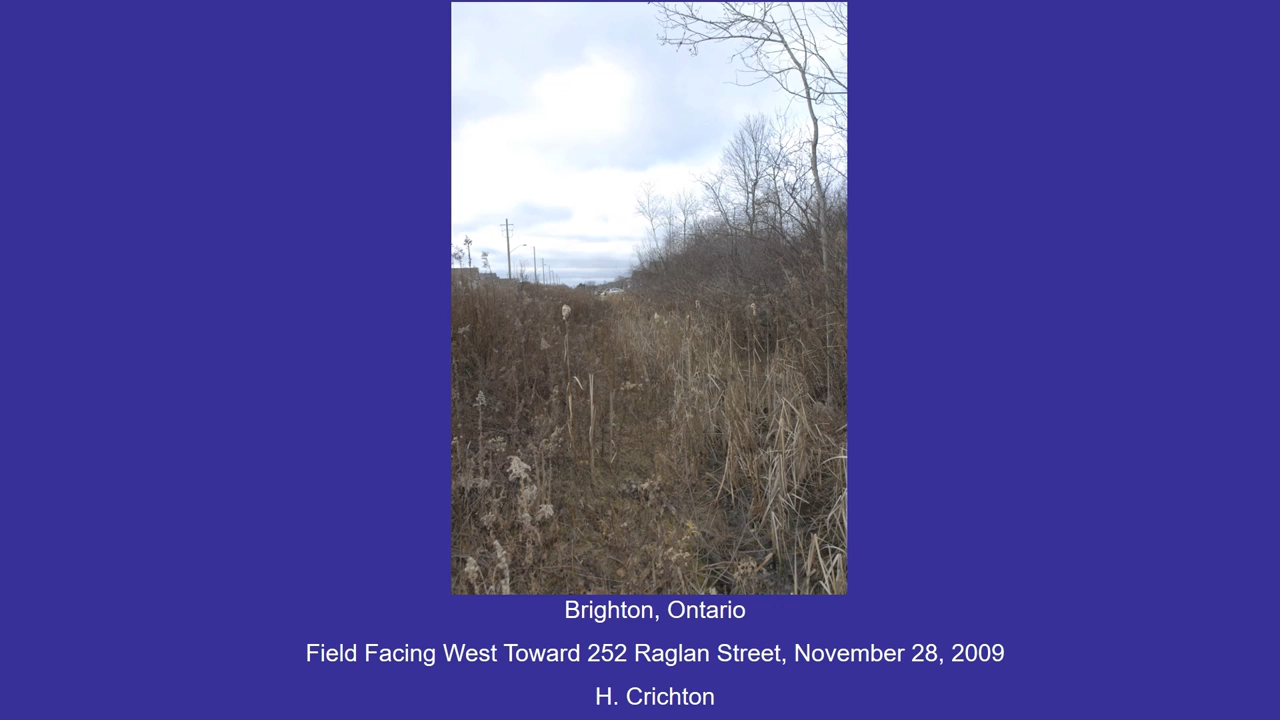 Brighton, Ontario
Field Facing West Toward 252 Raglan Street, November 28, 2009
H. Crichton